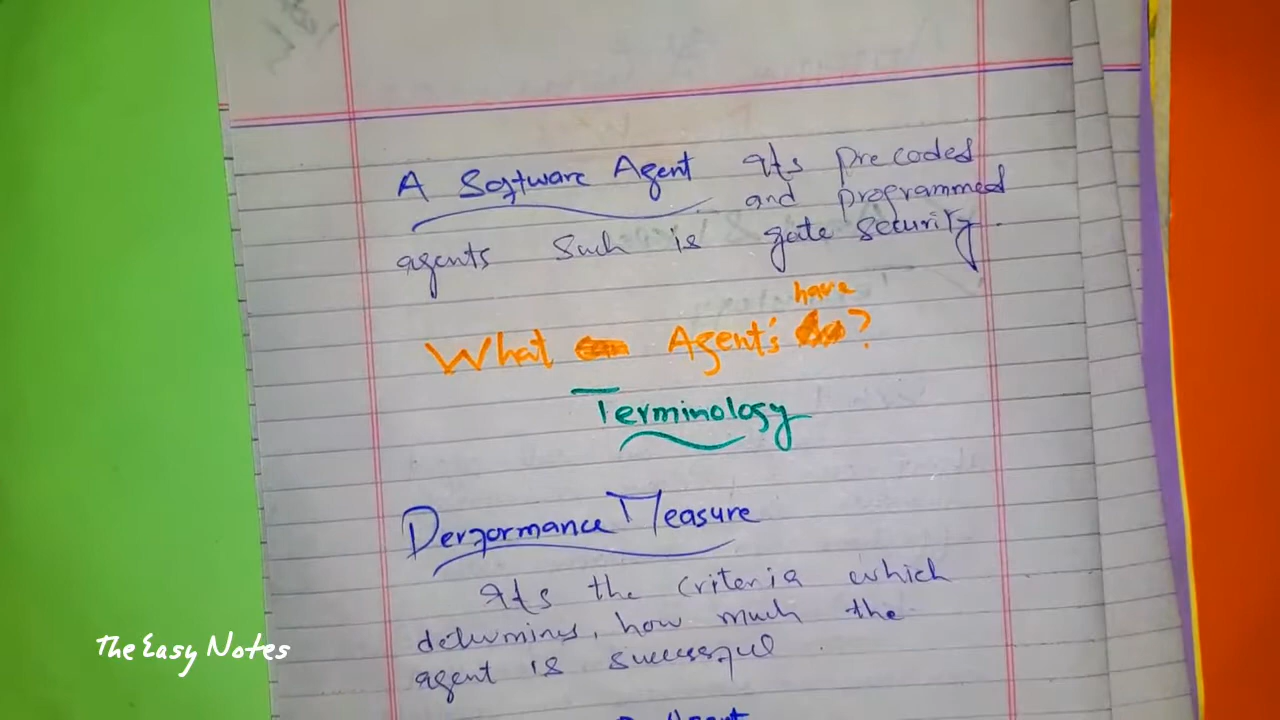 A Software Agent Its precoded
and programmed
agents Such is gate security.
have
What Agent's ?
Terminology
Performance Measure
Its the criteria which
determines, how much the
agent is successful
The Easy Notes
Agent